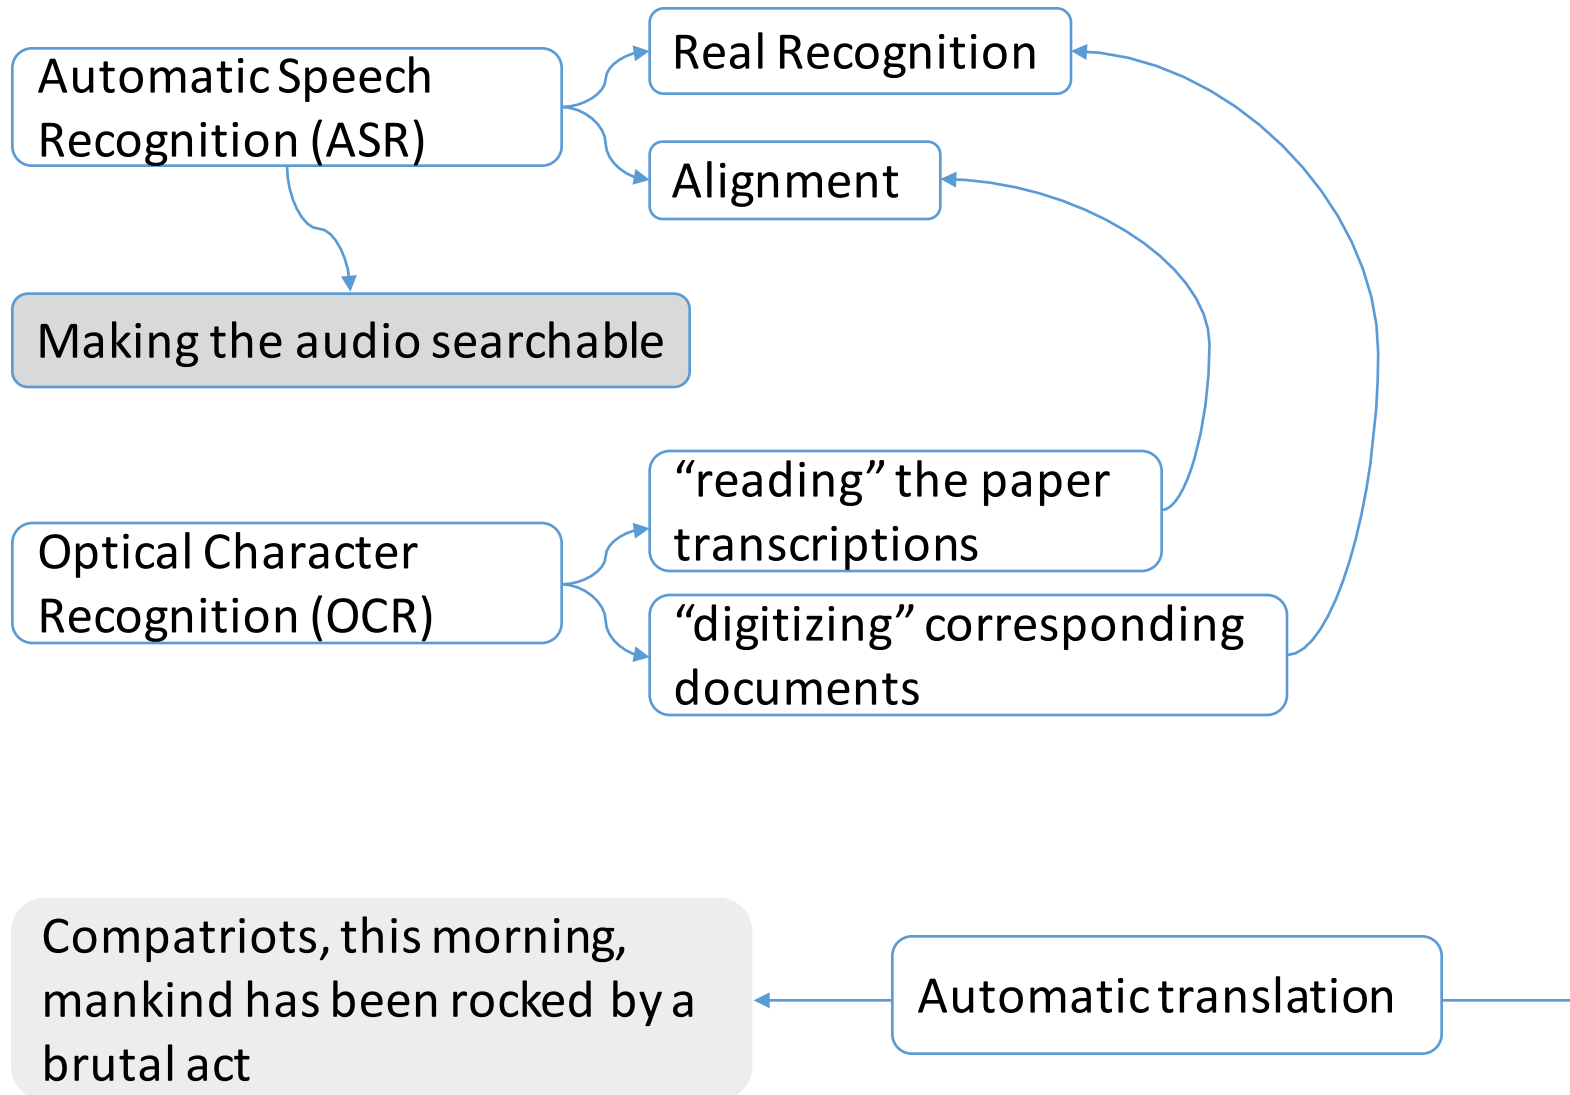 Automatic Speech
Recognition (ASR)
Real Recognition
Alignment
Making the audio searchable
Optical Character
Recognition (OCR)
“reading” the paper
transcriptions
“digitizing” corresponding
documents
Compatriots, this morning,
mankind has been rocked by a
brutal act
Automatic translation